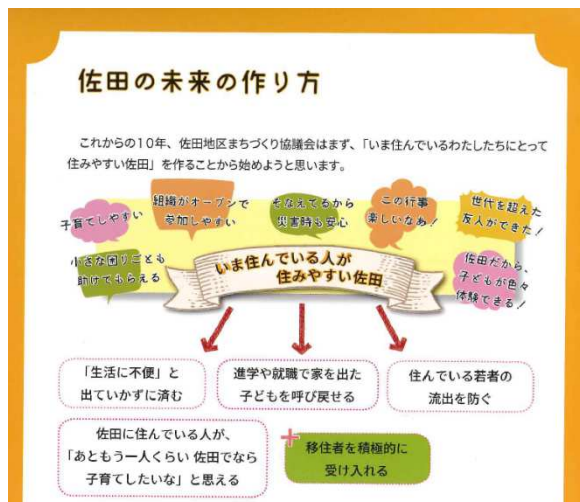 佐田の未来の作り方
これからの10年、佐田地区まちづくり協議会はまず、「いま住んでいるわたしたちにとって
住みやすい佐田」を作ることから始めようと思います。
子育てしやすい
組織がオープンで
参加しやすい
そなえてるから
災害時も安心
この行事
楽しいなあ!
世代を超えた
友人ができた!
小さな困りごとも
助けてもらえる
いま住んでいる人が
住みやすい佐田
佐田だから、
子どもが色々
体験できる!
「生活に不便」と
出ていかずに済む
進学や就職で家を出た
子どもを呼び戻せる
住んでいる若者の
流出を防ぐ
佐田に住んでいる人が、
「あともう一人くらい 佐田でなら
子育てしたいな」と思える
+
移住者を積極的に
受け入れる